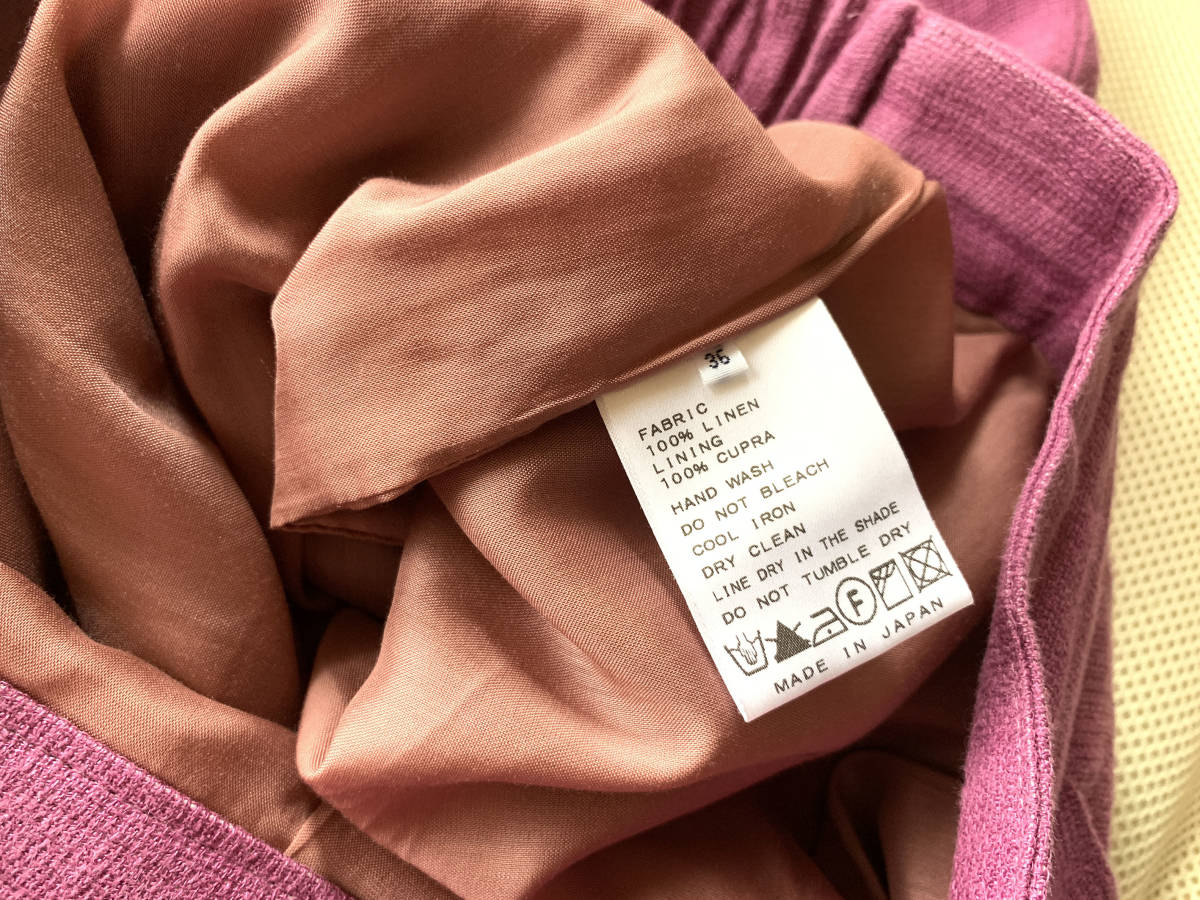 36
FABRIC
100% LINEN
LINING
100% CUPRA
HAND WASH
DO NOT BLEACH
COOL IRON
DRY CLEAN
LINE DRY IN THE SHADE
DO NOT TUMBLE DRY
F
MADE IN JAPAN